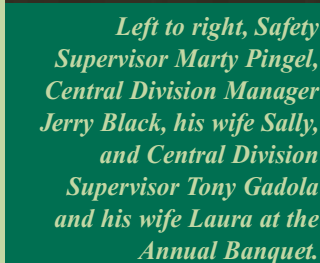 Left to right, Safety
Supervisor Marty Pingel,
Central Division Manager
Jerry Black, his wife Sally,
and Central Division
Supervisor Tony Gadola
and his wife Laura at the
Annual Banquet.